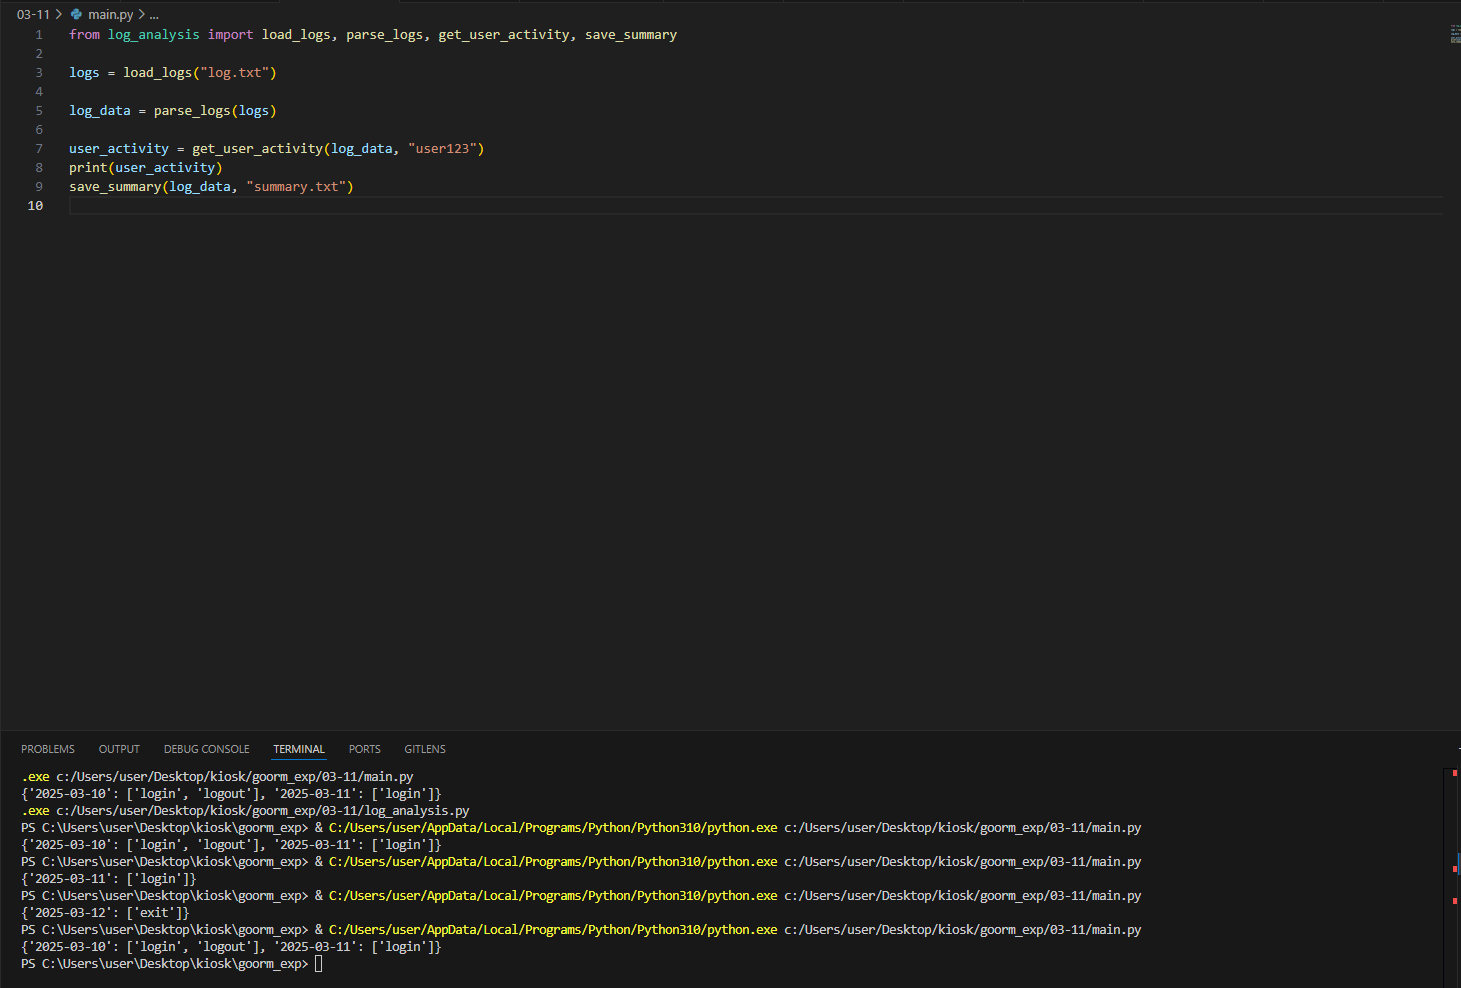 03-11 > main.py > ...
1 from log_analysis import load_logs, parse_logs, get_user_activity, save_summary
2
3 logs = load_logs("log.txt")
4
5 log_data = parse_logs(logs)
6
7 user_activity = get_user_activity(log_data, "user123")
8 print(user_activity)
9 save_summary(log_data, "summary.txt")
10
PROBLEMS OUTPUT DEBUG CONSOLE TERMINAL PORTS GITLENS
.exe c:/Users/user/Desktop/kiosk/goorm_exp/03-11/main.py
{'2025-03-10': ['login', 'logout'], '2025-03-11': ['login']}
.exe c:/Users/user/Desktop/kiosk/goorm_exp/03-11/log_analysis.py
PS C:\Users\user\Desktop\kiosk\goorm_exp> & C:/Users/user/AppData/Local/Programs/Python/Python310/python.exe c:/Users/user/Desktop/kiosk/goorm_exp/03-11/main.py
{'2025-03-10': ['login', 'logout'], '2025-03-11': ['login']}
PS C:\Users\user\Desktop\kiosk\goorm_exp> & C:/Users/user/AppData/Local/Programs/Python/Python310/python.exe c:/Users/user/Desktop/kiosk/goorm_exp/03-11/main.py
{'2025-03-11': ['login']}
PS C:\Users\user\Desktop\kiosk\goorm_exp> & C:/Users/user/AppData/Local/Programs/Python/Python310/python.exe c:/Users/user/Desktop/kiosk/goorm_exp/03-11/main.py
{'2025-03-12': ['exit']}
PS C:\Users\user\Desktop\kiosk\goorm_exp> & C:/Users/user/AppData/Local/Programs/Python/Python310/python.exe c:/Users/user/Desktop/kiosk/goorm_exp/03-11/main.py
{'2025-03-10': ['login', 'logout'], '2025-03-11': ['login']}
PS C:\Users\user\Desktop\kiosk\goorm_exp>